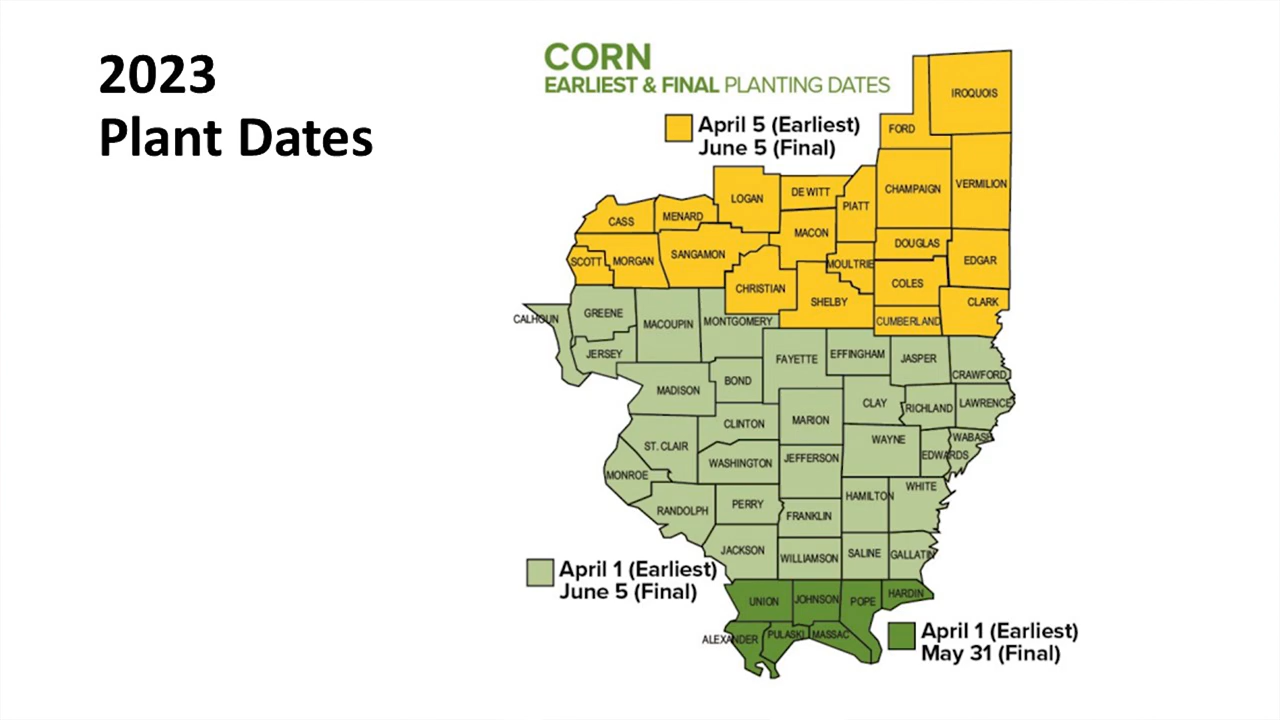 2023
Plant Dates
CORN
EARLIEST & FINAL PLANTING DATES
April 5 (Earliest)
June 5 (Final)
IROQUOIS
FORD
CHAMPAIGN
VERMILION
LOGAN
DE WITT
PIATT
CASS
MENARD
MACON
SANGAMON
DOUGLAS
SCOTT
MORGAN
MOULTRIE
EDGAR
CHRISTIAN
COLES
SHELBY
CLARK
CUMBERLAND
CALHOUN
GREENE
MACOUPIN
MONTGOMERY
JERSEY
FAYETTE
EFFINGHAM
JASPER
CRAWFORD
MADISON
BOND
CLAY
RICHLAND
LAWRENCE
CLINTON
MARION
WAYNE
WABASH
EDWARDS
ST. CLAIR
WASHINGTON
JEFFERSON
MONROE
RANDOLPH
PERRY
HAMILTON
WHITE
FRANKLIN
JACKSON
WILLIAMSON
SALINE
GALLATIN
April 1 (Earliest)
June 5 (Final)
UNION
JOHNSON
POPE
HARDIN
ALEXANDER
PULASKI
MASSAC
April 1 (Earliest)
May 31 (Final)